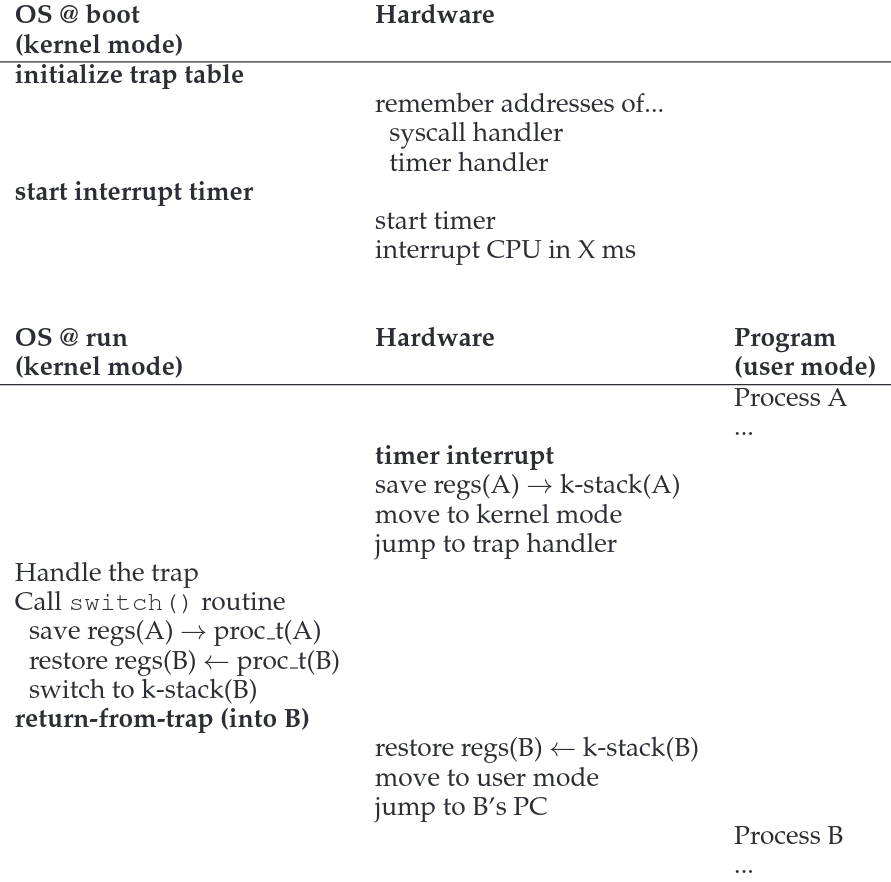 OS @ boot Hardware
(kernel mode)
initialize trap table
remember addresses of...
syscall handler
timer handler
start interrupt timer
start timer
interrupt CPU in X ms
OS @ run Hardware Program
(kernel mode) (user mode)
Process A
...
timer interrupt
save regs(A) → k-stack(A)
move to kernel mode
jump to trap handler
Handle the trap
Call switch() routine
save regs(A) → proc_t(A)
restore regs(B) ← proc_t(B)
switch to k-stack(B)
return-from-trap (into B)
restore regs(B) ← k-stack(B)
move to user mode
jump to B's PC
Process B
...